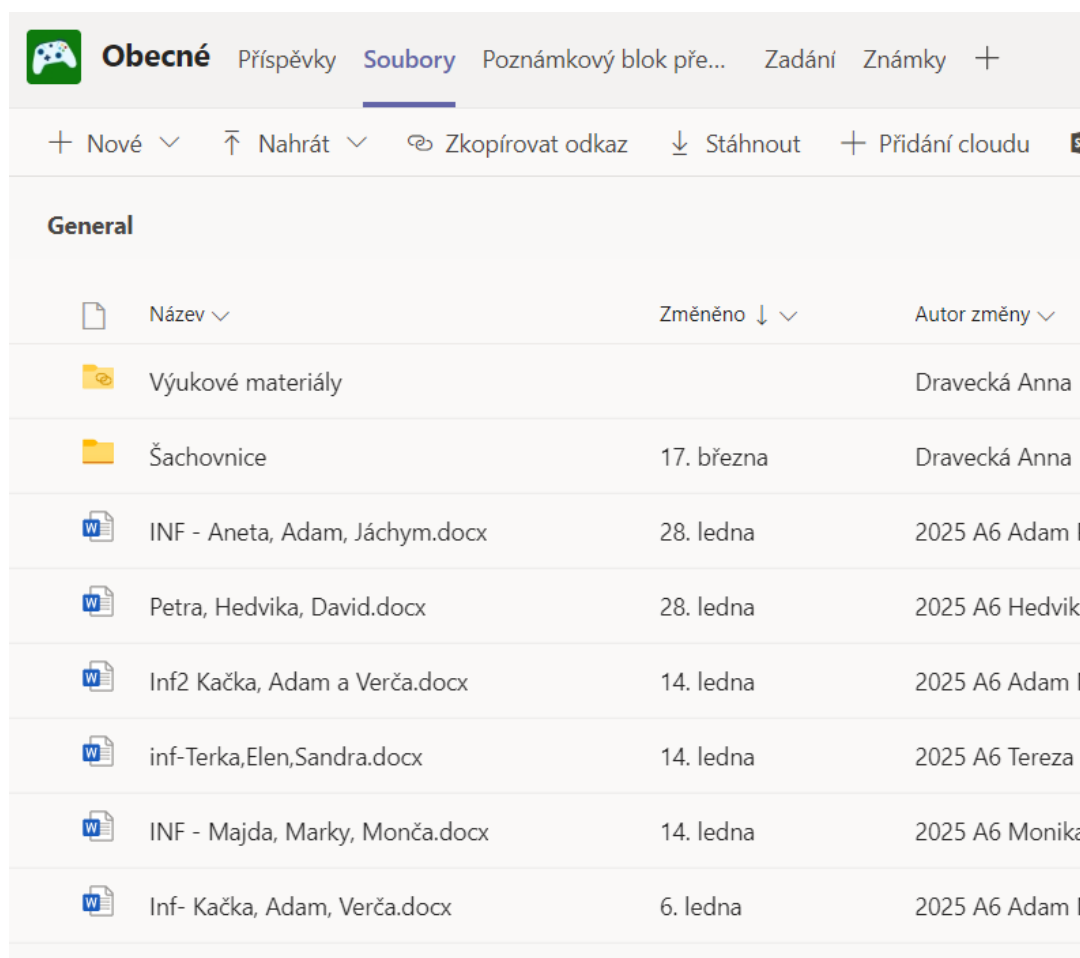 Obecné Příspěvky Soubory Poznámkový blok pře... Zadání Známky
Nové Nahrát Zkopírovat odkaz Stáhnout Přidání cloudu
General
Název Změněno Autor změny
Výukové materiály Dravecká Anna
Šachovnice 17. března Dravecká Anna
INF - Aneta, Adam, Jáchym.docx 28. ledna 2025 A6 Adam
Petra, Hedvika, David.docx 28. ledna 2025 A6 Hedvik
Inf2 Kačka, Adam a Verča.docx 14. ledna 2025 A6 Adam
inf-Terka,Elen,Sandra.docx 14. ledna 2025 A6 Tereza
INF - Majda, Marky, Monča.docx 14. ledna 2025 A6 Monika
Inf- Kačka, Adam, Verča.docx 6. ledna 2025 A6 Adam